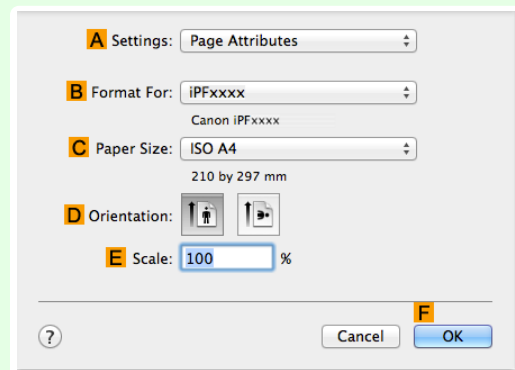 A Settings: Page Attributes
B Format For: iPFxxxx
Canon iPFxxxx
C Paper Size: ISO A4
210 by 297 mm
D Orientation:
E Scale: 100 %
F
? Cancel OK